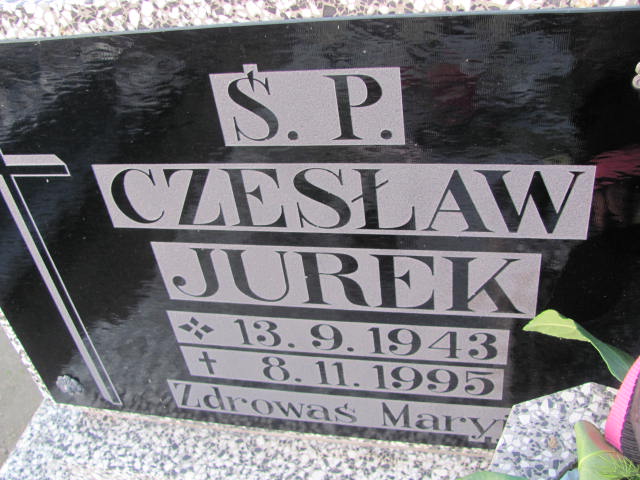 Ś. P.
CZESŁAW
JUREK
13. 9. 1943
✝ 8. 11. 1995
Zdrowaś Mary